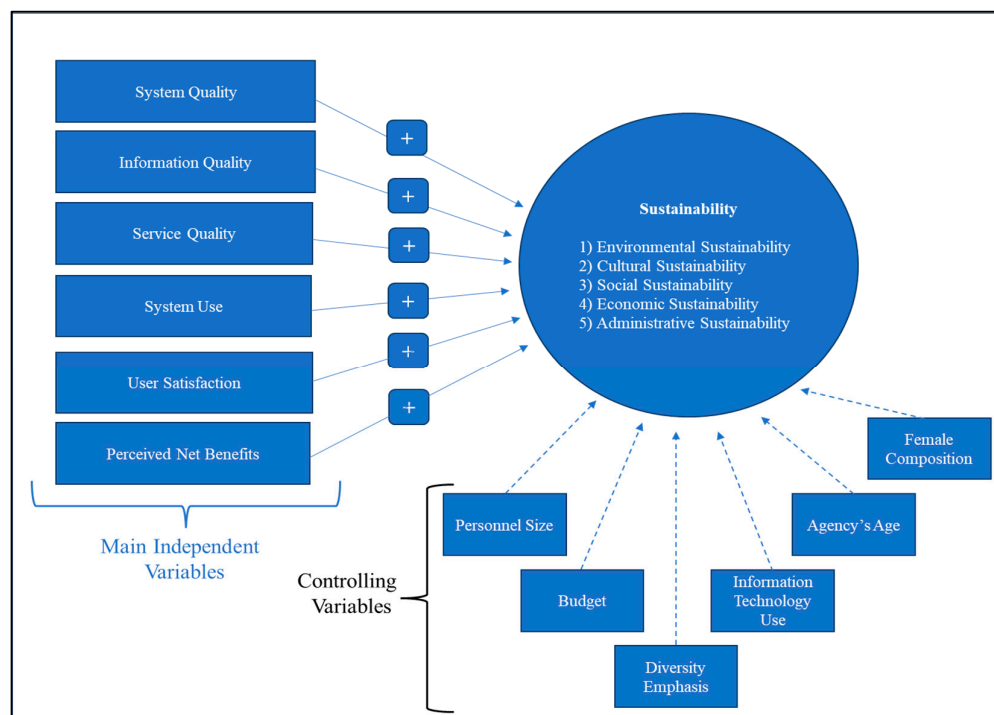 System Quality
+
Information Quality
+
Service Quality
+
System Use
+
User Satisfaction
+
Perceived Net Benefits
+
Main Independent
Variables
Sustainability
1) Environmental Sustainability
2) Cultural Sustainability
3) Social Sustainability
4) Economic Sustainability
5) Administrative Sustainability
Controlling
Variables
Personnel Size
Budget
Diversity
Emphasis
Information
Technology
Use
Agency's Age
Female
Composition